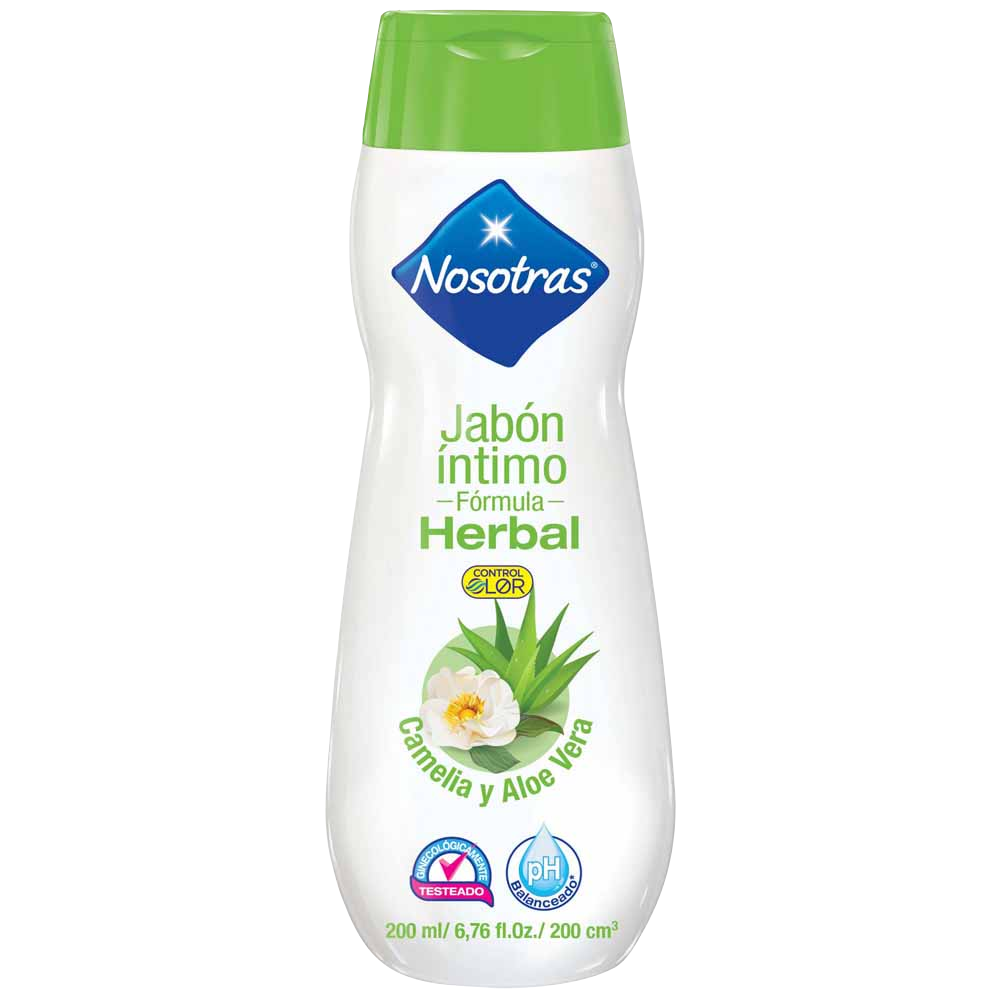 Nosotras®
Jabón
íntimo
–Fórmula–
Herbal
CONTROL
OLØR
Camelia y Aloe Vera
GINECOLÓGICAMENTE
TESTEADO
pH
Balanceado*
200 ml/ 6,76 fl.Oz./ 200 cm³